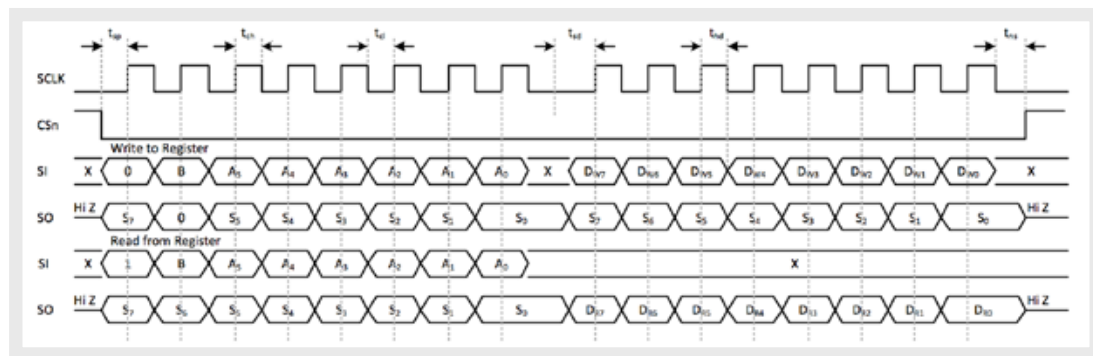 tsp tch tcl tsd thd tns
SCLK
CSn
Write to Register
SI X 0 B A5 A4 A3 A2 A1 A0 X DW7 DW6 DW5 DW4 DW3 DW2 DW1 DW0 X
SO Hi Z S7 0 S5 S4 S3 S2 S1 S0 S7 S6 S5 S4 S3 S2 S1 S0 Hi Z
Read from Register
SI X 1 B A5 A4 A3 A2 A1 A0 X
SO Hi Z S7 S6 S5 S4 S3 S2 S1 S0 DR7 DR6 DR5 DR4 DR3 DR2 DR1 DR0 Hi Z